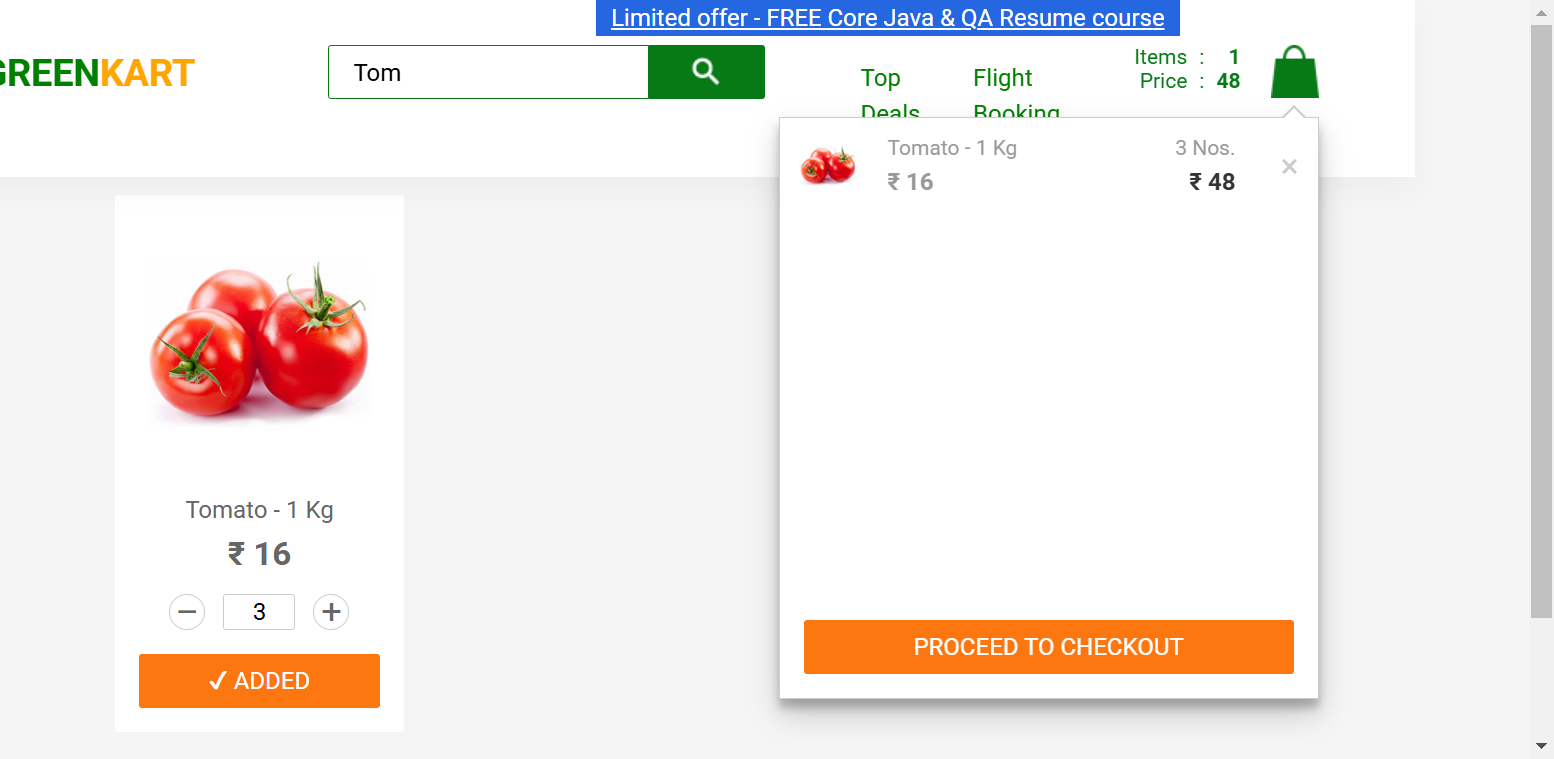 Limited offer - FREE Core Java & QA Resume course
GREENKART
Tom
Top
Deals
Flight
Booking
Items : 1
Price : 48
Tomato - 1 Kg
3 Nos.
₹ 16
₹ 48
×
PROCEED TO CHECKOUT
Tomato - 1 Kg
₹ 16
− 3 +
✓ ADDED